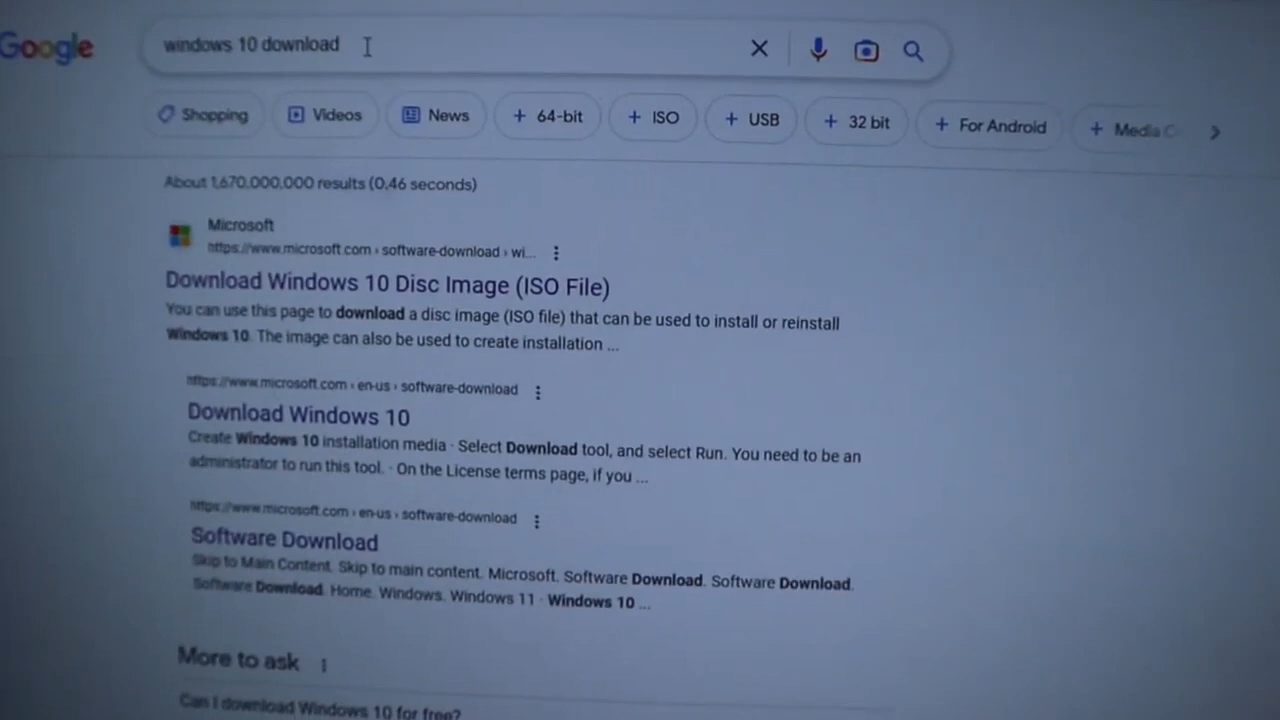 Google
windows 10 download
Shopping
Videos
News
+ 64-bit
+ ISO
+ USB
+ 32 bit
+ For Android
+ Media C
About 1,670,000,000 results (0.46 seconds)
Microsoft
https://www.microsoft.com › software-download › wi...
Download Windows 10 Disc Image (ISO File)
You can use this page to download a disc image (ISO file) that can be used to install or reinstall
Windows 10. The image can also be used to create installation ...
https://www.microsoft.com › en-us › software-download
Download Windows 10
Create Windows 10 installation media · Select Download tool, and select Run. You need to be an
administrator to run this tool. · On the License terms page, if you ...
https://www.microsoft.com › en-us › software-download
Software Download
Skip to Main Content. Skip to main content. Microsoft. Software Download. Software Download.
Software Download. Home. Windows. Windows 11 · Windows 10 ...
More to ask
Can I download Windows 10 for free?